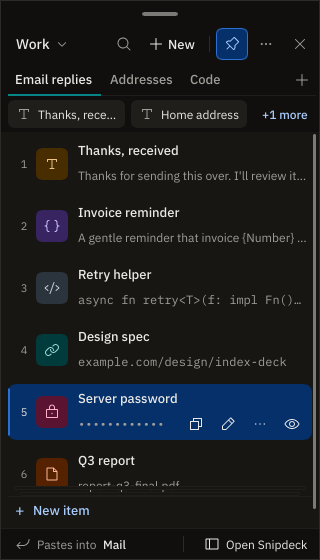 Work
New
Email replies Addresses Code
Thanks, rece... Home address +1 more
1 Thanks, received
Thanks for sending this over. I'll review it...
2 Invoice reminder
A gentle reminder that invoice {Number} ...
3 Retry helper
async fn retry<T>(f: impl Fn()...
4 Design spec
example.com/design/index-deck
5 Server password
••••••••••••
6 Q3 report
report-q3-final.pdf
+ New item
Pastes into Mail Open Snipdeck